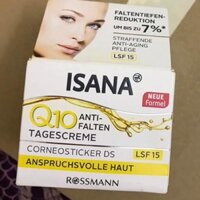 FALTENTIEFEN-
REDUKTION
UM BIS ZU 7%*
STRAFFENDE
ANTI-AGING
PFLEGE
LSF 15
ISANA
NEUE
Formel
Q10 ANTI-
FALTEN
TAGESCREME
CORNEOSTICKER DS
LSF 15
ANSPRUCHSVOLLE HAUT
ROSSMANN